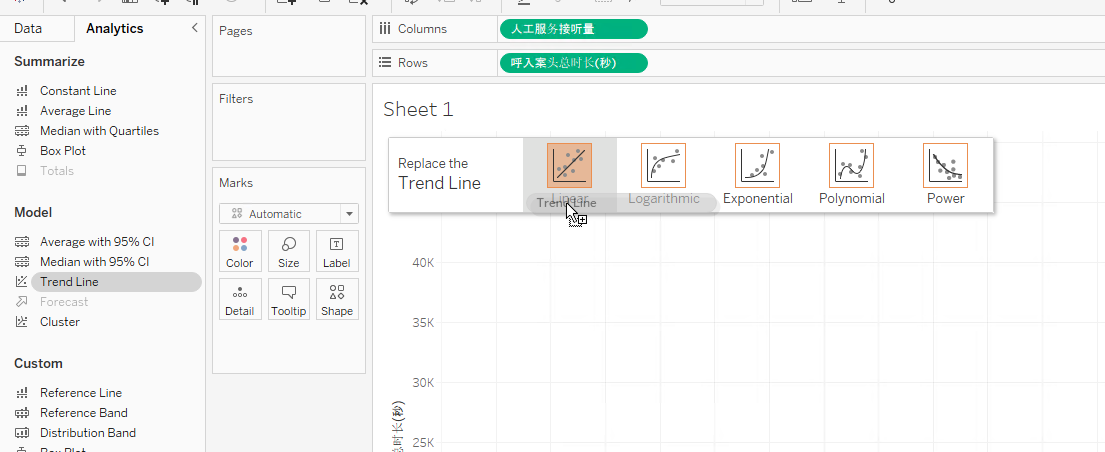 Data
Analytics
Summarize
Constant Line
Average Line
Median with Quartiles
Box Plot
Totals
Model
Average with 95% CI
Median with 95% CI
Trend Line
Forecast
Cluster
Custom
Reference Line
Reference Band
Distribution Band
Box Plot
Pages
Filters
Marks
Automatic
Color
Size
Label
Detail
Tooltip
Shape
Columns
人工服务接听量
Rows
呼入案头总时长(秒)
Sheet 1
Replace the
Trend Line
Linear
Logarithmic
Exponential
Polynomial
Power
Trend Line
40K
35K
30K
25K
总时长(秒)